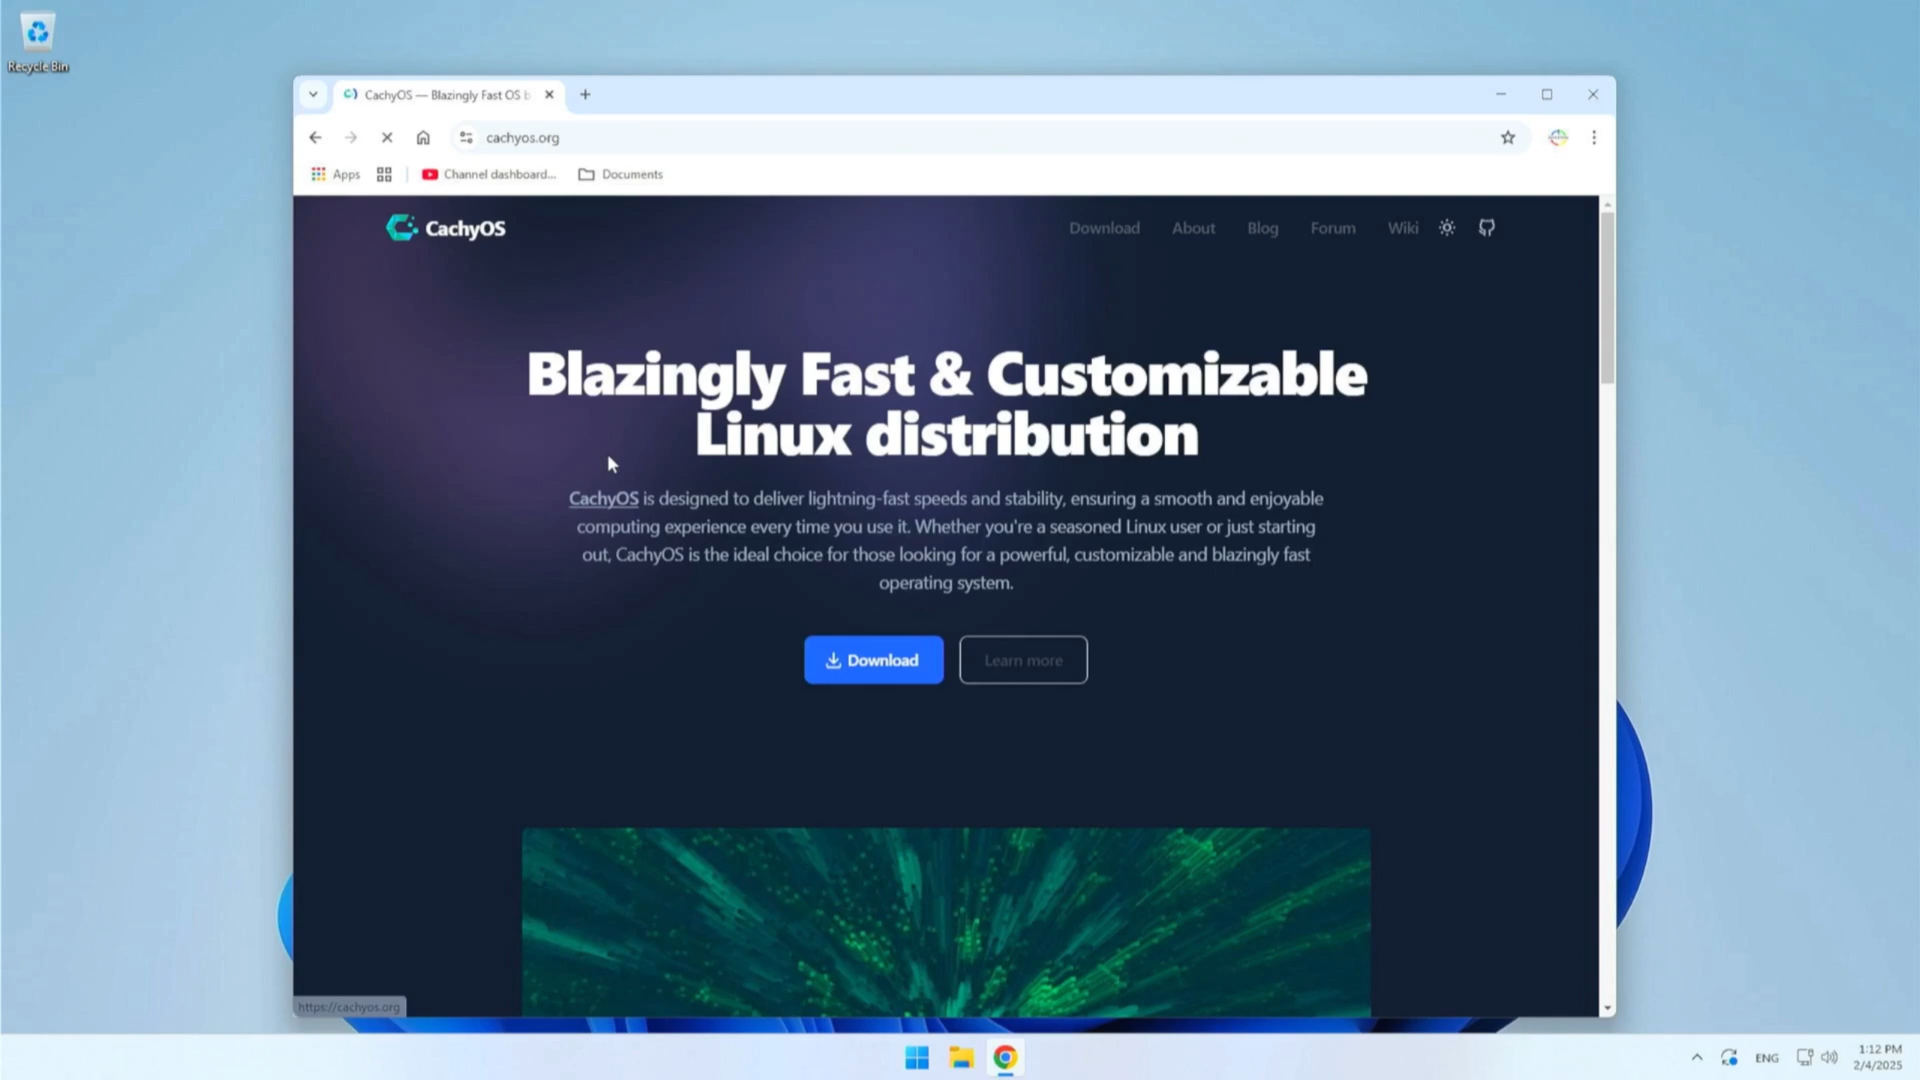 Recycle Bin
CachyOS — Blazingly Fast OS b
cachyos.org
Apps
Channel dashboard...
Documents
CachyOS
Download
About
Blog
Forum
Wiki
Blazingly Fast & Customizable
Linux distribution
CachyOS is designed to deliver lightning-fast speeds and stability, ensuring a smooth and enjoyable
computing experience every time you use it. Whether you're a seasoned Linux user or just starting
out, CachyOS is the ideal choice for those looking for a powerful, customizable and blazingly fast
operating system.
Download
Learn more
https://cachyos.org
ENG
1:12 PM
2/4/2025